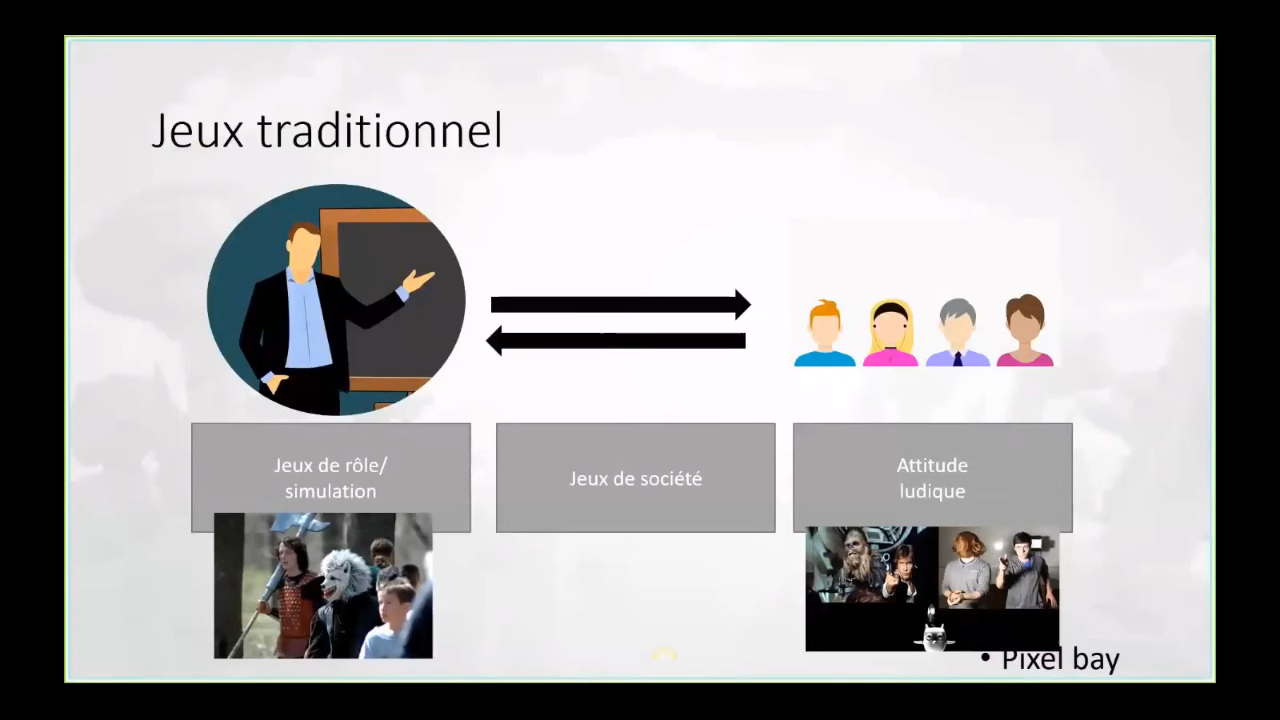 Jeux traditionnel
Jeux de rôle/
simulation
Jeux de société
Attitude
ludique
• Pixel bay